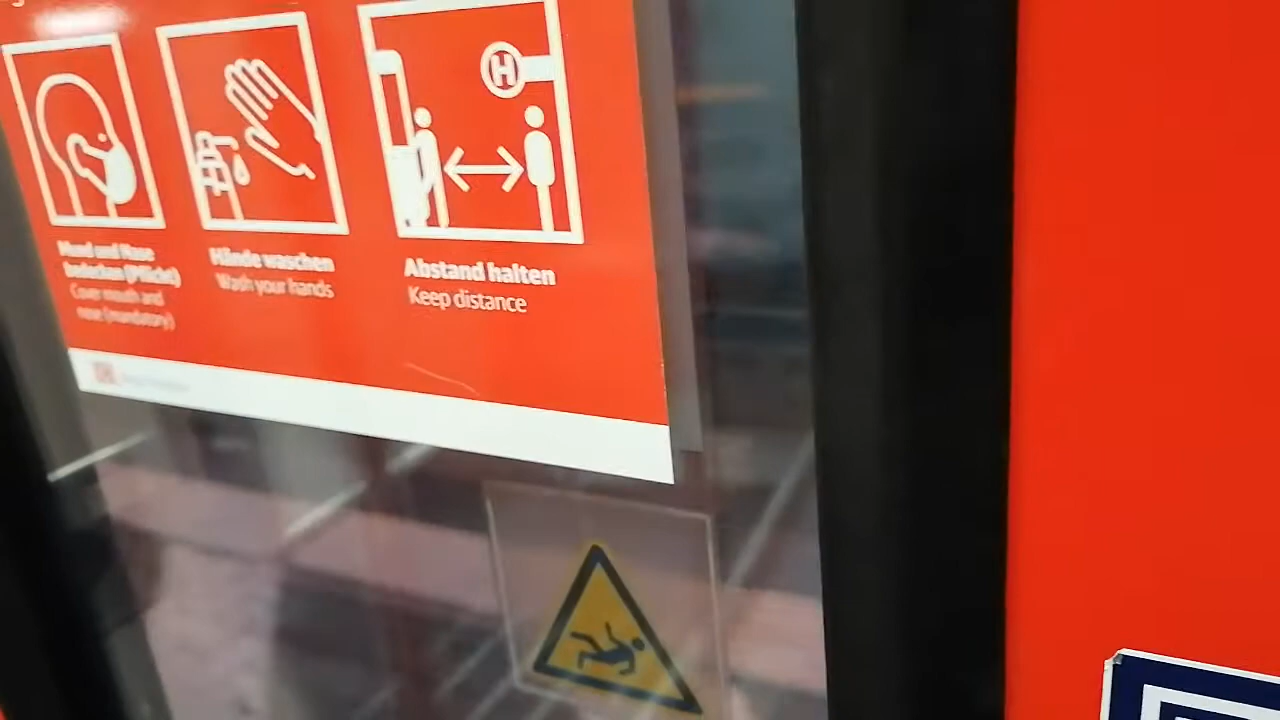 H
Mund und Nase
bedecken (Pflicht)
Cover mouth and
nose (mandatory)
Hände waschen
Wash your hands
Abstand halten
Keep distance